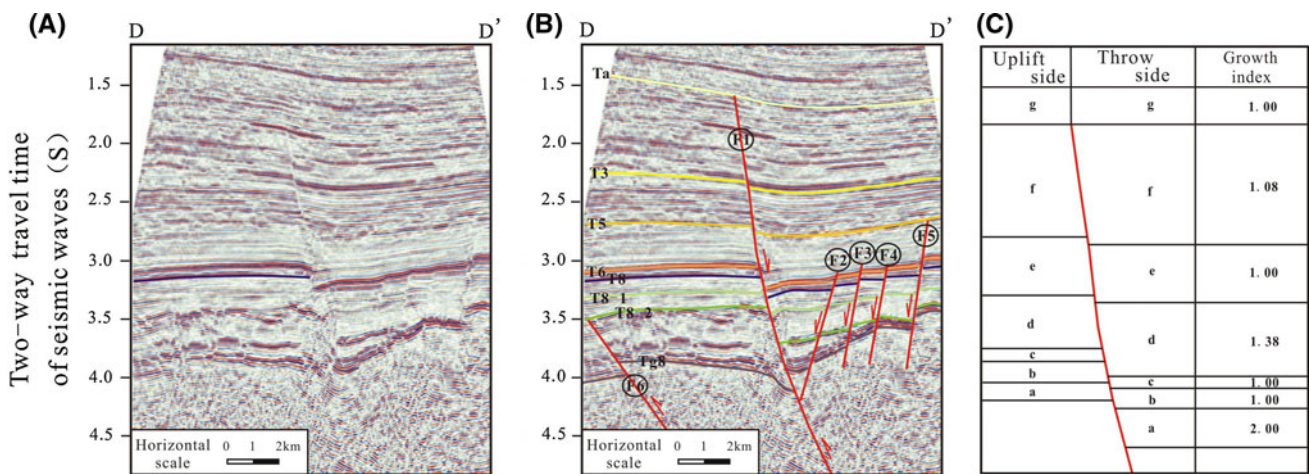 (A)
D
D'
Two-way travel time
of seismic waves (S)
1.5
2.0
2.5
3.0
3.5
4.0
4.5
Horizontal
scale
0 1 2km
(B)
D
D'
1.5
2.0
2.5
3.0
3.5
4.0
4.5
Ta
T3
T5
T6
T8
T8_1
T8_2
Tg8
F1
F2
F3
F4
F5
F6
Horizontal
scale
0 1 2km
(C)
Uplift side
Throw side
Growth index
g g 1.00
f f 1.08
e e 1.00
d d 1.38
c c 1.00
b b 1.00
a a 2.00